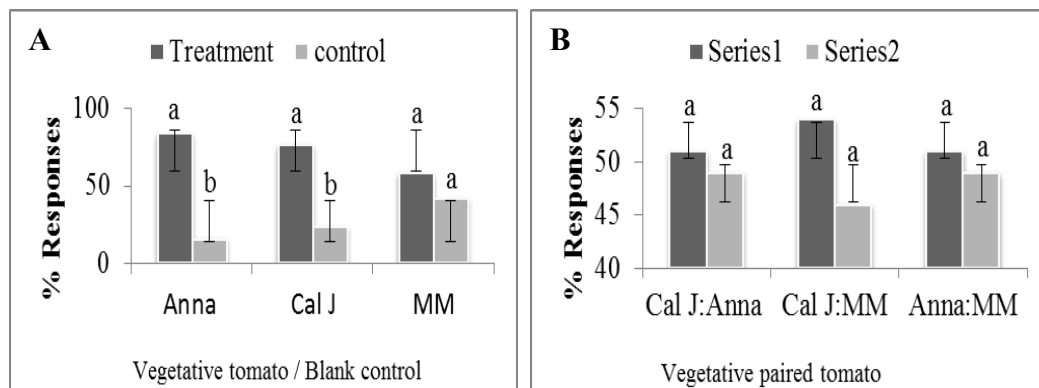 A
Treatment control
% Responses
100
50
0
a
b
a
b
a
a
Anna Cal J MM
Vegetative tomato / Blank control
B
Series1 Series2
% Responses
55
50
45
40
a
a
a
a
a
a
Cal J:Anna Cal J:MM Anna:MM
Vegetative paired tomato